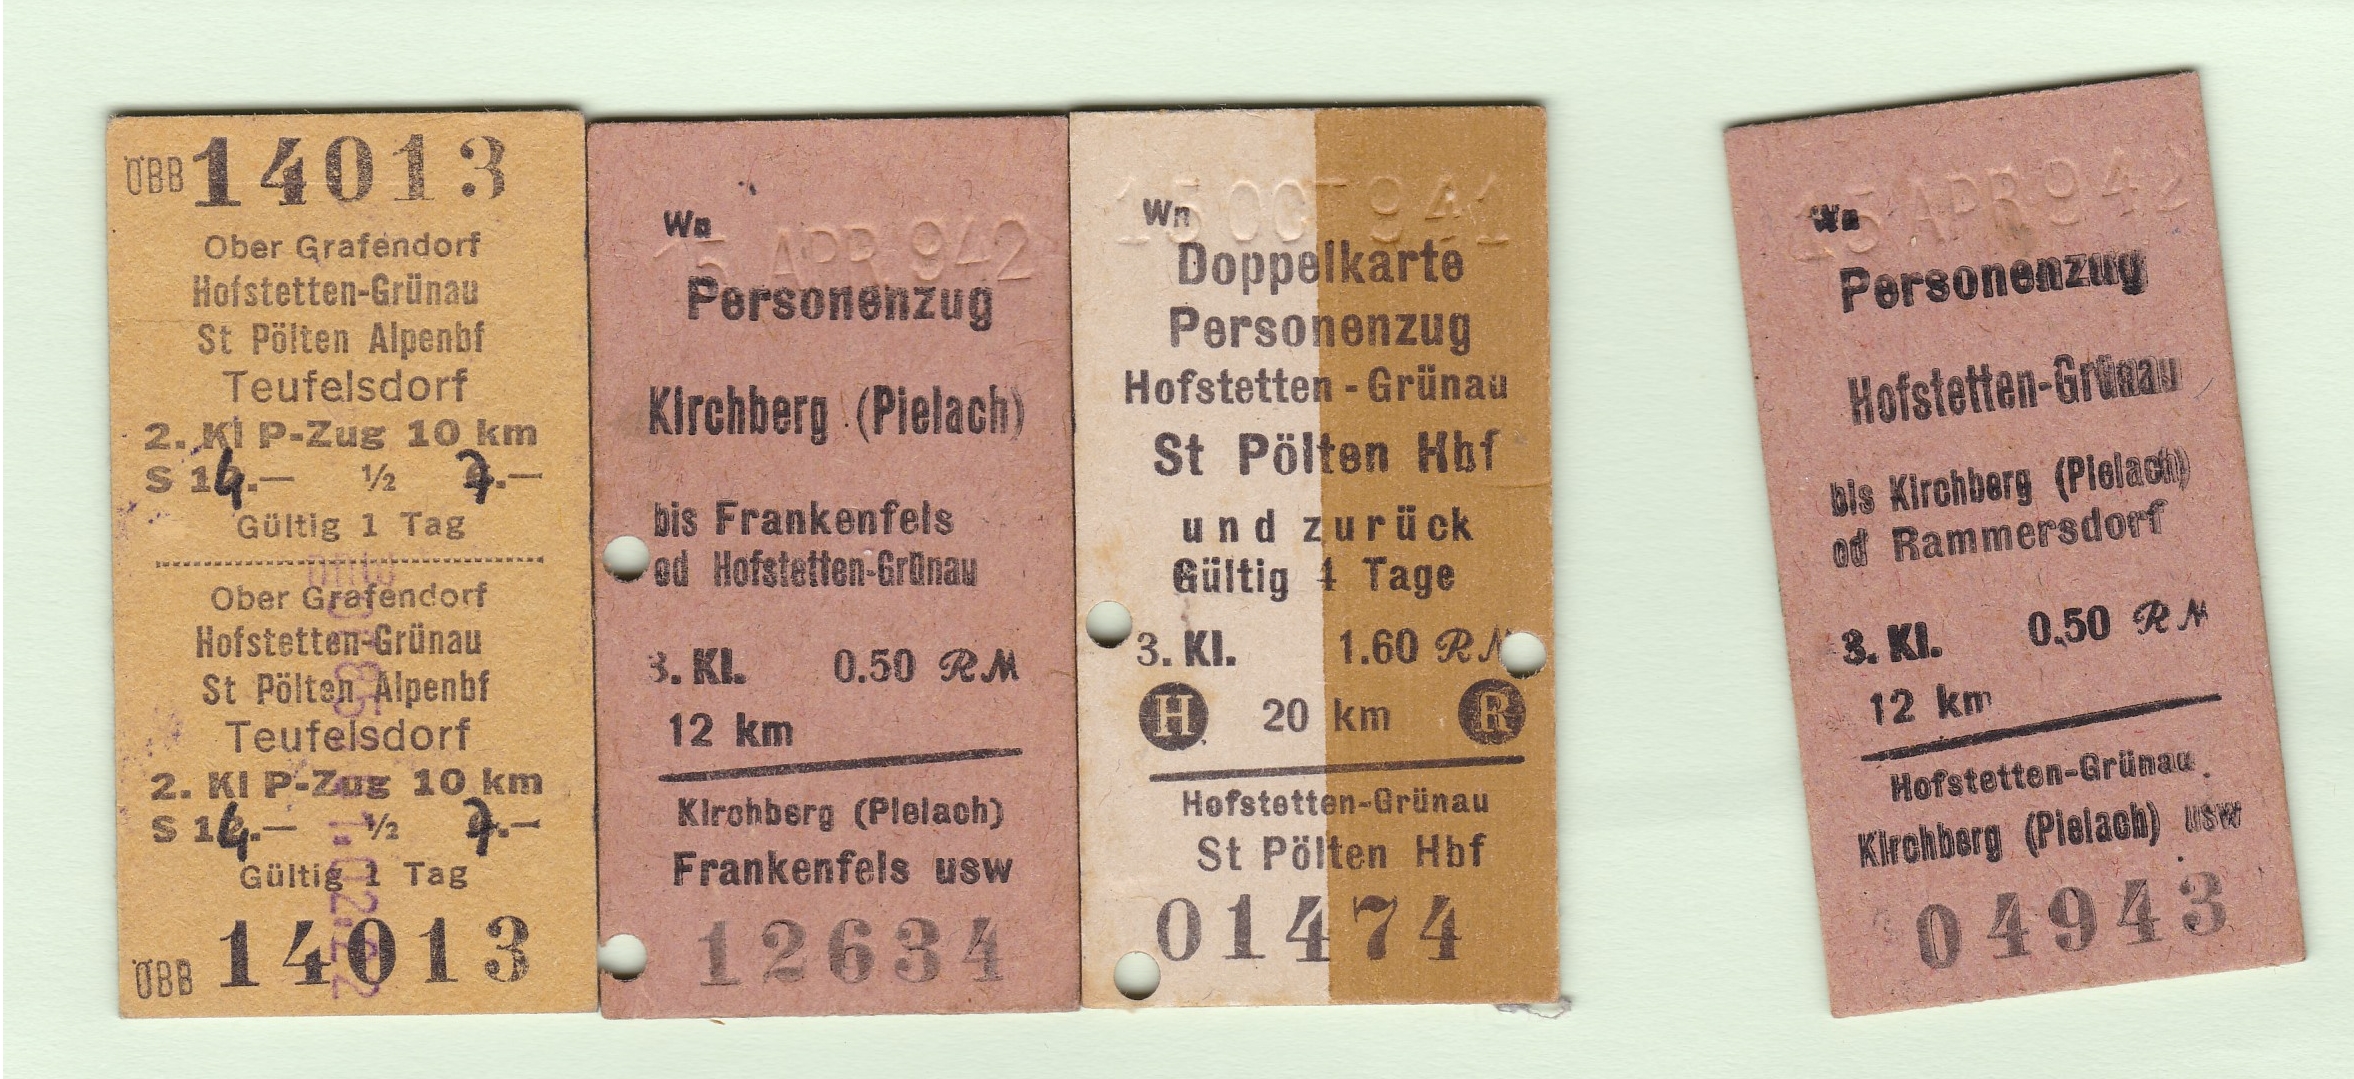 ÖBB 14013
Ober Grafendorf
Hofstetten-Grünau
St Pölten Alpenbf
Teufelsdorf
2. Kl P-Zug 10 km
S 14.— ½ 7.—
Gültig 1 Tag
Ober Grafendorf
Hofstetten-Grünau
St Pölten Alpenbf
Teufelsdorf
2. Kl P-Zug 10 km
S 14.— ½ 7.—
Gültig 1 Tag
ÖBB 14013
Wn
15 APR 942
Personenzug
Kirchberg (Pielach)
bis Frankenfels
od Hofstetten-Grünau
3. Kl. 0.50 RM
12 km
Kirchberg (Pielach)
Frankenfels usw
12634
Wn
15 OCT 941
Doppelkarte
Personenzug
Hofstetten-Grünau
St Pölten Hbf
und zurück
Gültig 4 Tage
3. Kl. 1.60 RM
H 20 km R
Hofstetten-Grünau
St Pölten Hbf
01474
Wn
15 APR 942
Personenzug
Hofstetten-Grünau
bis Kirchberg (Pielach)
od Rammersdorf
3. Kl. 0.50 RM
12 km
Hofstetten-Grünau
Kirchberg (Pielach) usw
04943